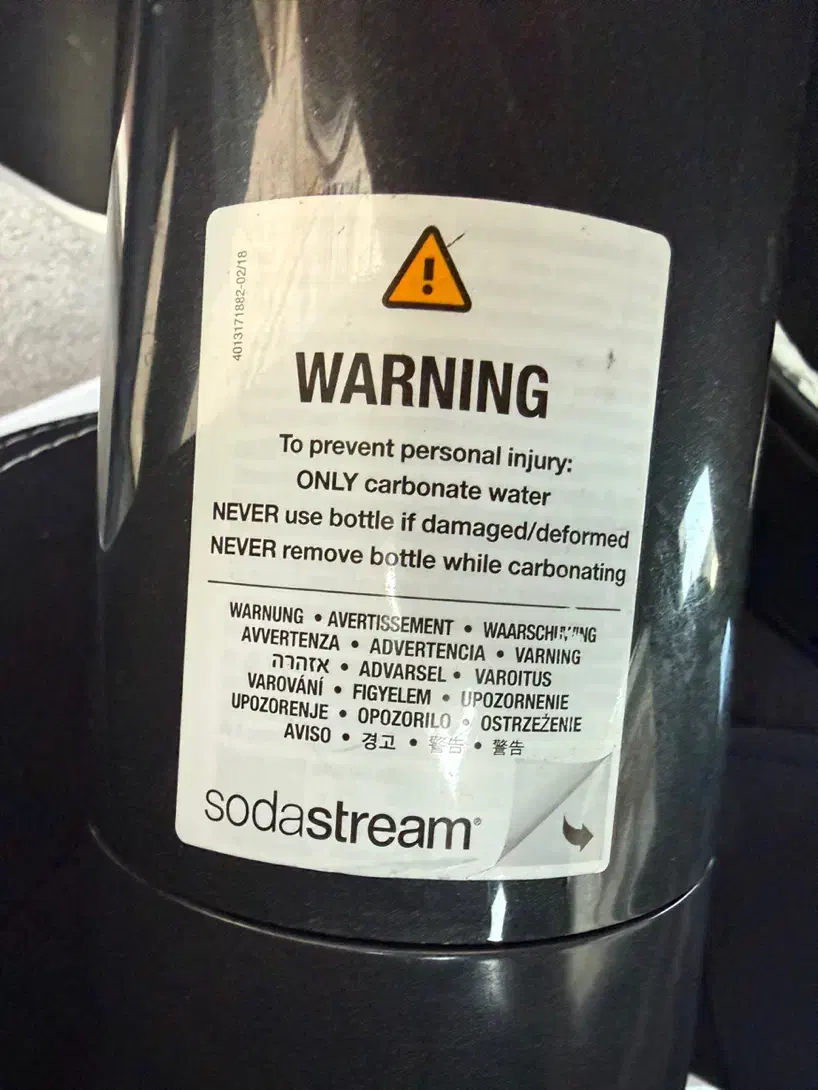 4013171882-02/18
WARNING
To prevent personal injury:
ONLY carbonate water
NEVER use bottle if damaged/deformed
NEVER remove bottle while carbonating
WARNUNG • AVERTISSEMENT • WAARSCHUWING
AVVERTENZA • ADVERTENCIA • VARNING
אזהרה • ADVARSEL • VAROITUS
VAROVÁNÍ • FIGYELEM • UPOZORNENIE
UPOZORENJE • OPOZORILO • OSTRZEŻENIE
AVISO • 경고 • 警告 • 警告
sodastream®